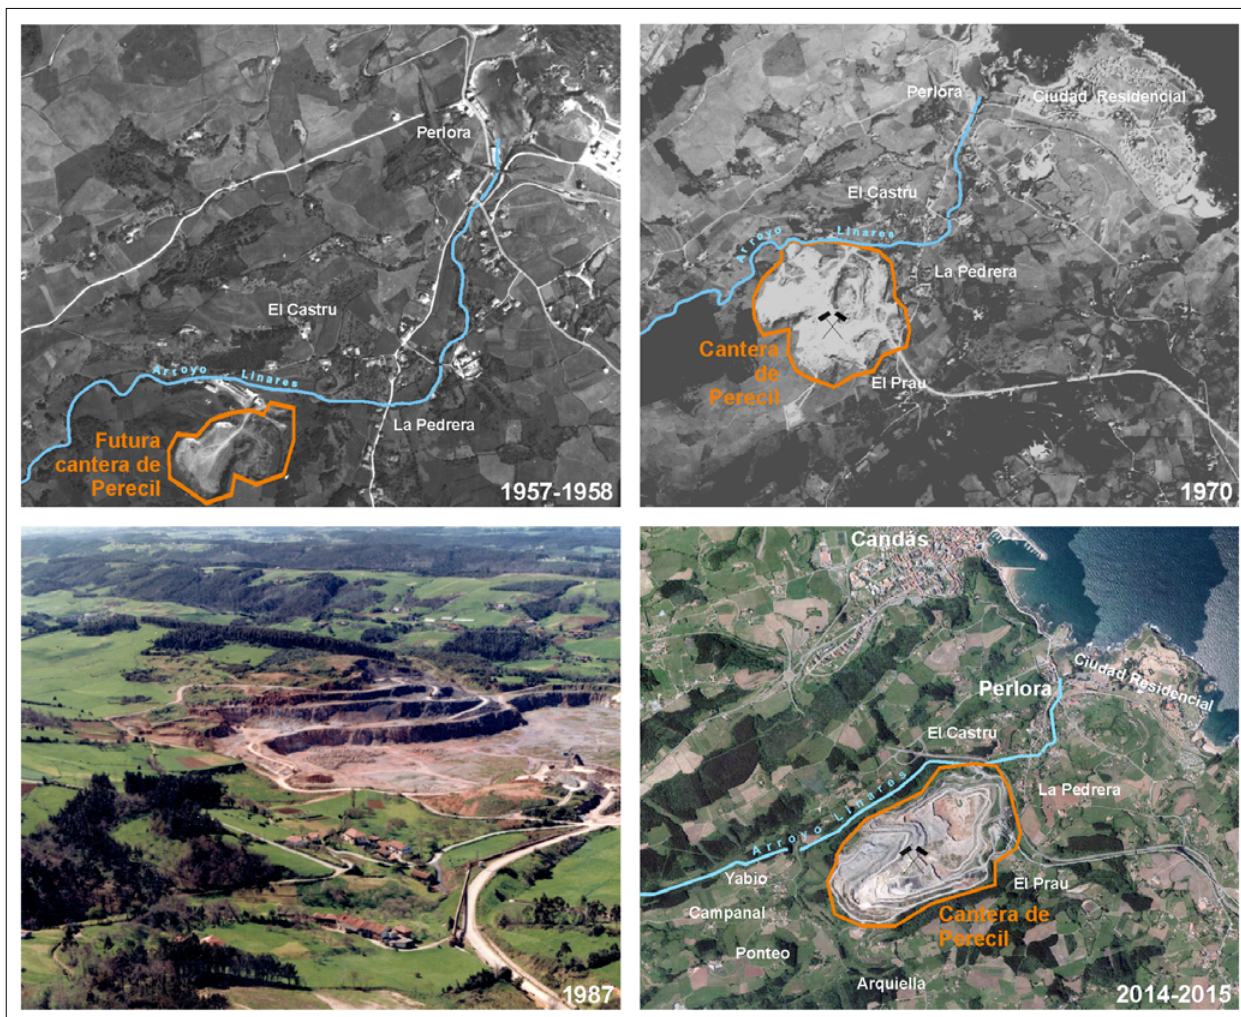 Perlora
El Castru
Arroyo Linares
La Pedrera
Futura
cantera de
Perecil
1957-1958
Perlora
Ciudad Residencial
El Castru
Arroyo Linares
La Pedrera
Cantera
de
Perecil
El Prau
1970
1987
Candás
Ciudad Residencial
Perlora
El Castru
Arroyo Linares
La Pedrera
Yabio
El Prau
Campanal
Cantera de
Perecil
Ponteo
Arquiella
2014-2015